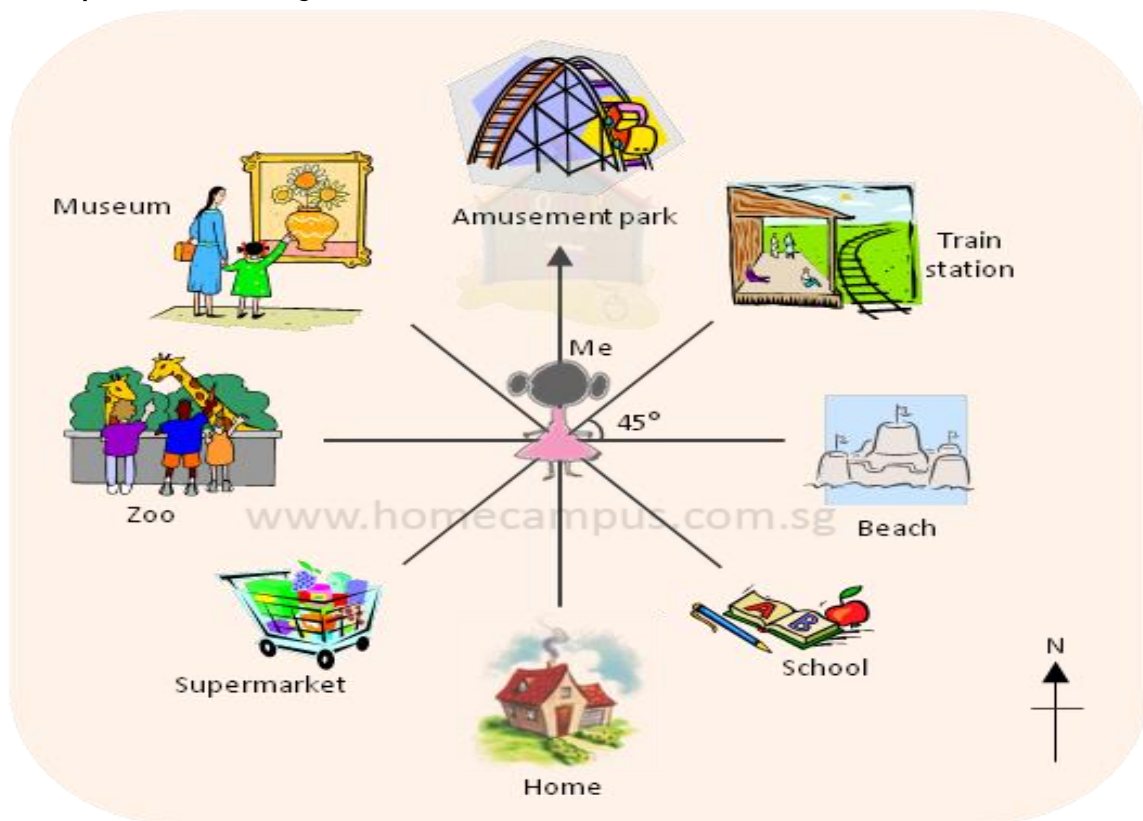 Amusement park
Museum
Train
station
Me
45°
Zoo
Beach
www.homecampus.com.sg
Supermarket
School
Home
N
A B